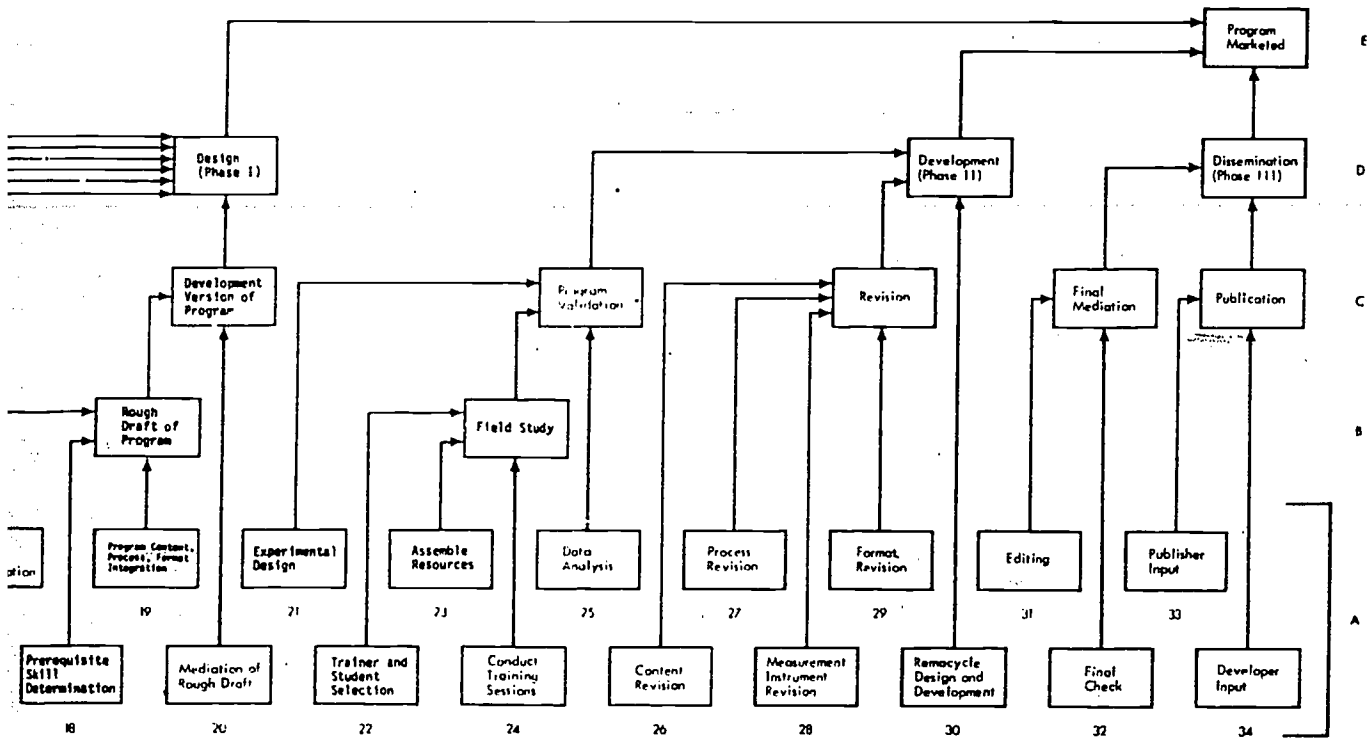 Program
Marketed
E
Design
(Phase I)
Development
(Phase II)
Dissemination
(Phase III)
D
Development
Version of
Program
Program
Validation
Revision
Final
Mediation
Publication
C
Rough
Draft of
Program
Field Study
B
Program Content,
Process, Format
Integration
Experimental
Design
Assemble
Resources
Data
Analysis
Process
Revision
Format,
Revision
Editing
Publisher
Input
19
21
23
25
27
29
31
33
A
Prerequisite
Skill
Determination
Mediation of
Rough Draft
Trainer and
Student
Selection
Conduct
Training
Sessions
Content
Revision
Measurement
Instrument
Revision
Remacycle
Design and
Development
Final
Check
Developer
Input
18
20
22
24
26
28
30
32
34